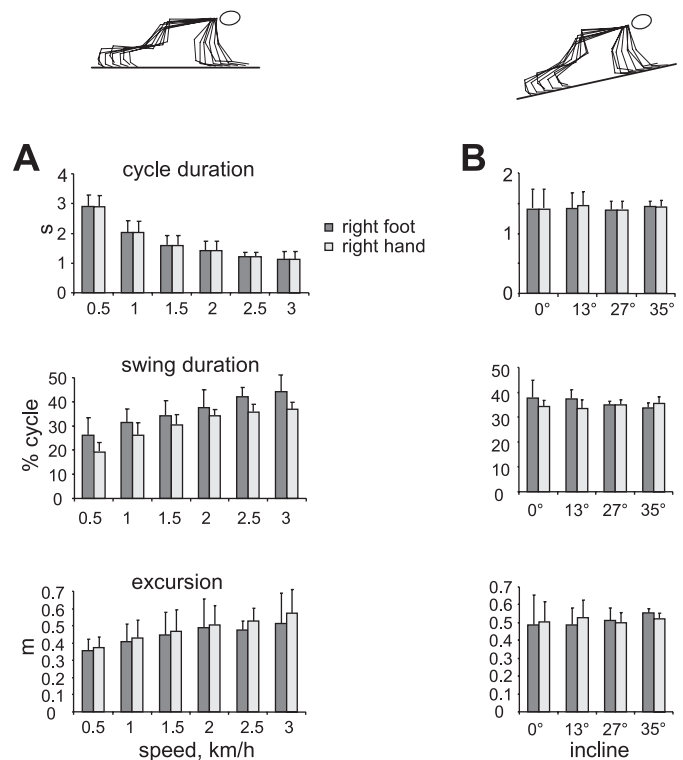 A
B
cycle duration
4
3
2
1
0
s
0.5 1 1.5 2 2.5 3
right foot
right hand
2
1
0
0° 13° 27° 35°
swing duration
50
40
30
20
10
0
% cycle
0.5 1 1.5 2 2.5 3
50
40
30
20
10
0
0° 13° 27° 35°
excursion
0.7
0.6
0.5
0.4
0.3
0.2
0.1
0
m
0.5 1 1.5 2 2.5 3
speed, km/h
0.7
0.6
0.5
0.4
0.3
0.2
0.1
0
0° 13° 27° 35°
incline